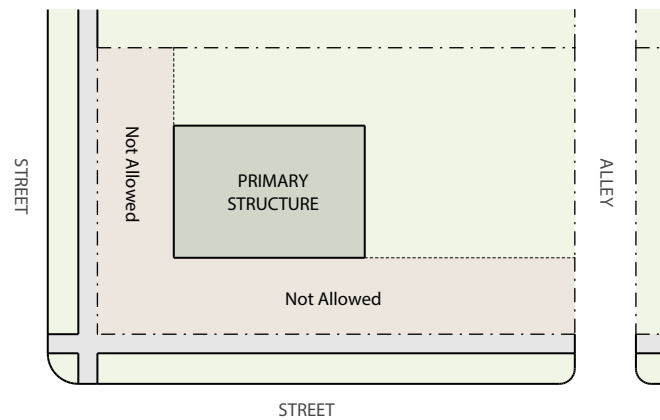 STREET
Not Allowed
PRIMARY
STRUCTURE
ALLEY
Not Allowed
STREET